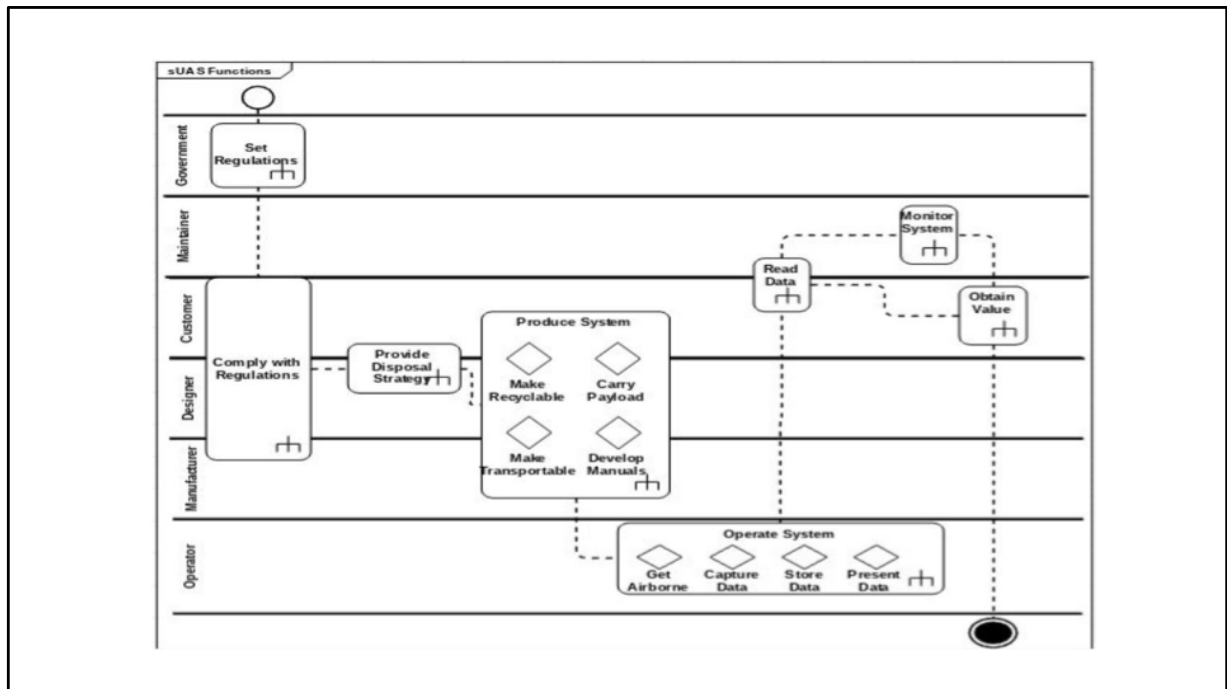 sUAS Functions
Government
Set
Regulations
Maintainer
Monitor
System
Read
Data
Customer
Obtain
Value
Comply with
Regulations
Provide
Disposal
Strategy
Produce System
Make
Recyclable
Carry
Payload
Designer
Make
Transportable
Develop
Manuals
Manufacturer
Operator
Operate System
Get
Airborne
Capture
Data
Store
Data
Present
Data